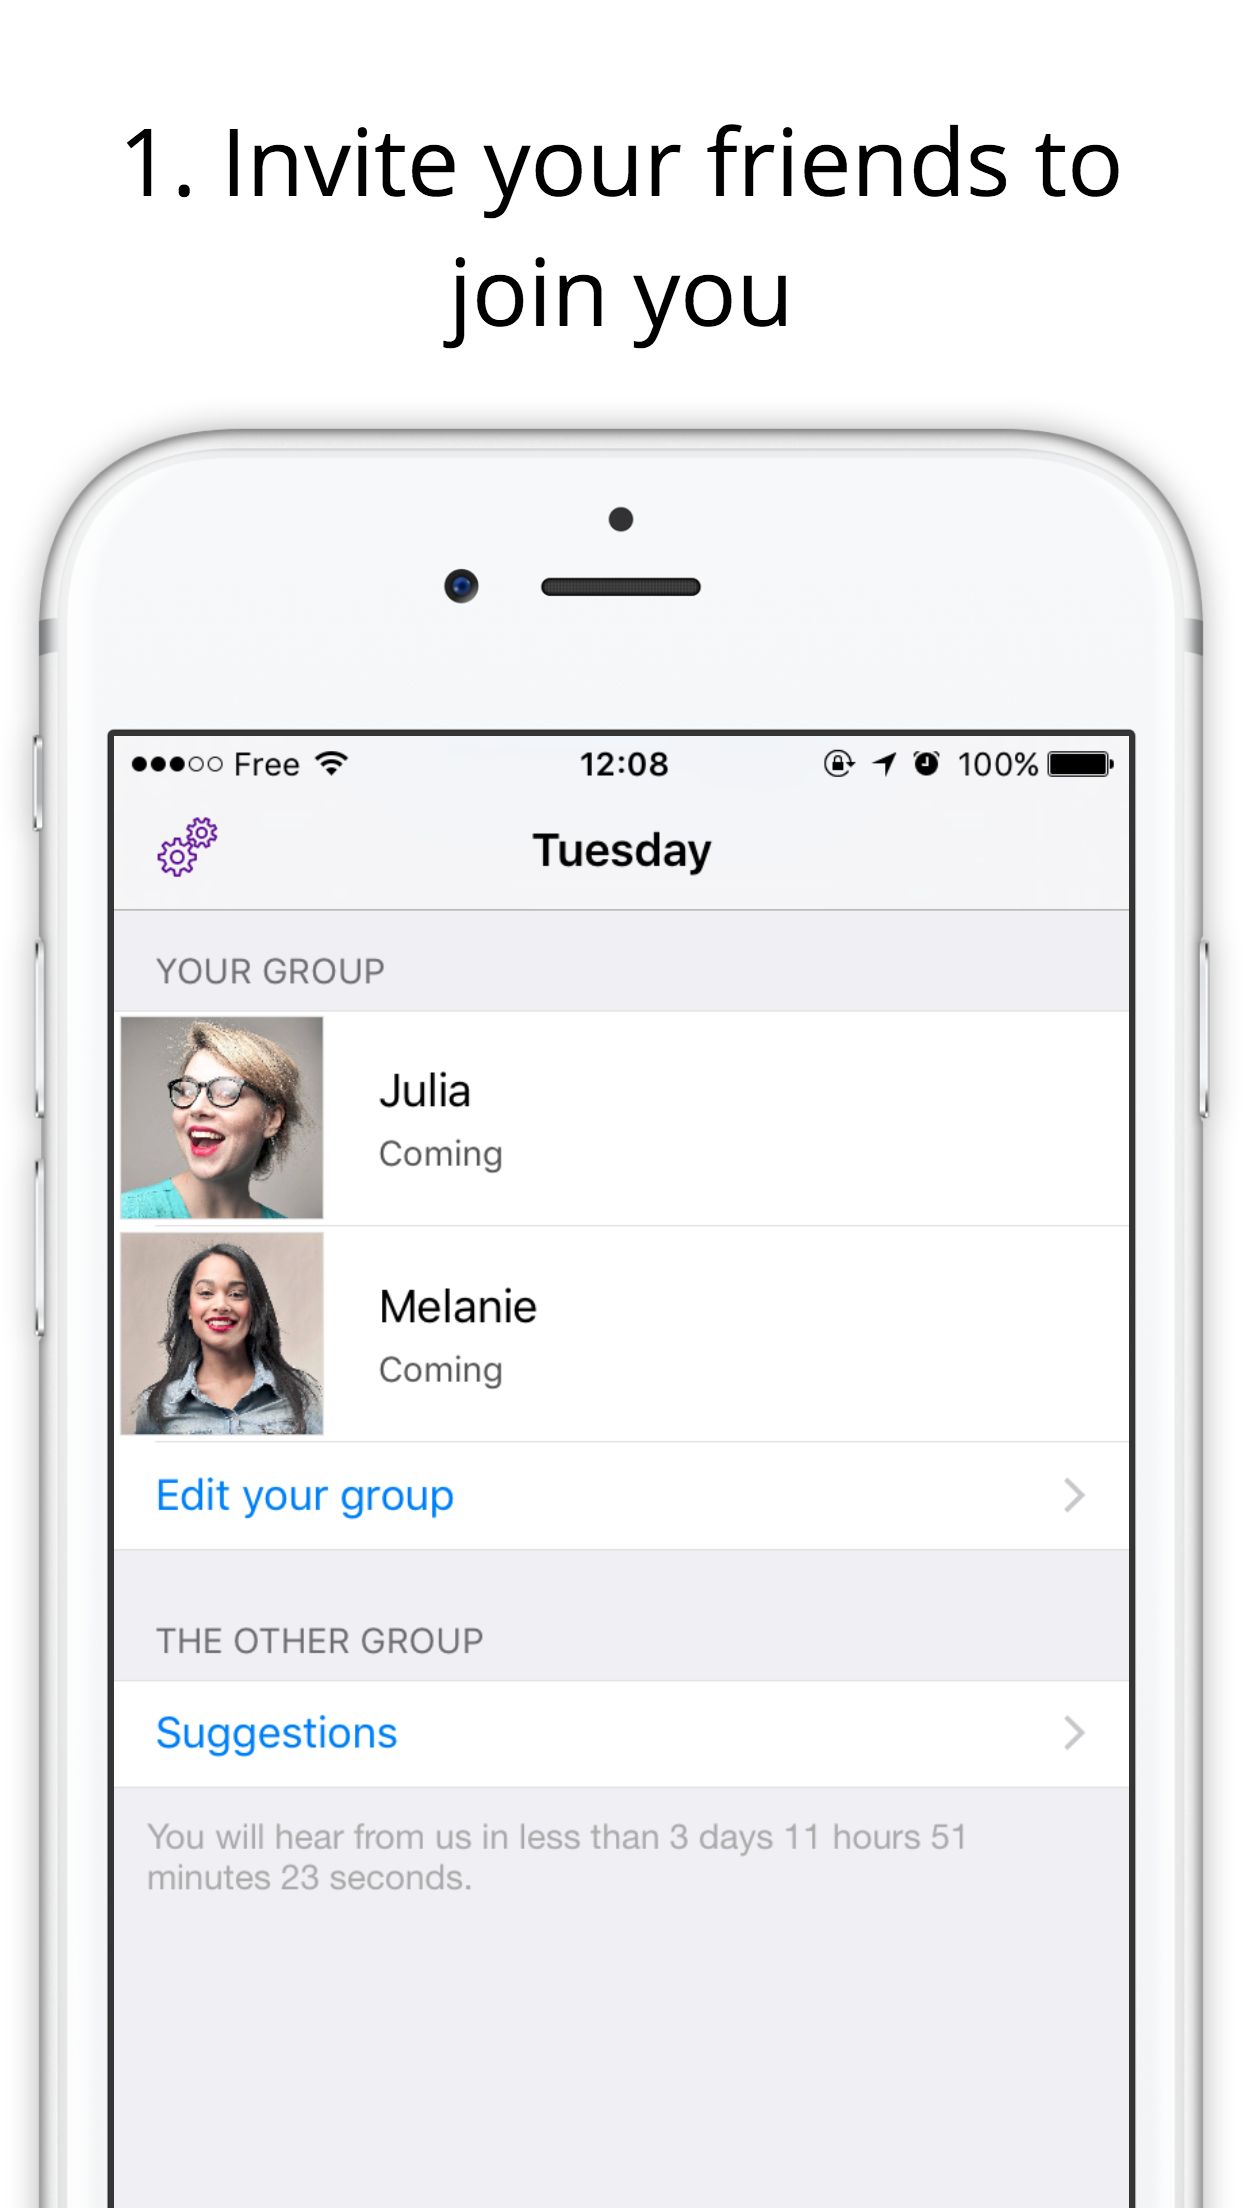 1. Invite your friends to
join you
Free 12:08 100%
Tuesday
YOUR GROUP
Julia
Coming
Melanie
Coming
Edit your group
THE OTHER GROUP
Suggestions
You will hear from us in less than 3 days 11 hours 51
minutes 23 seconds.